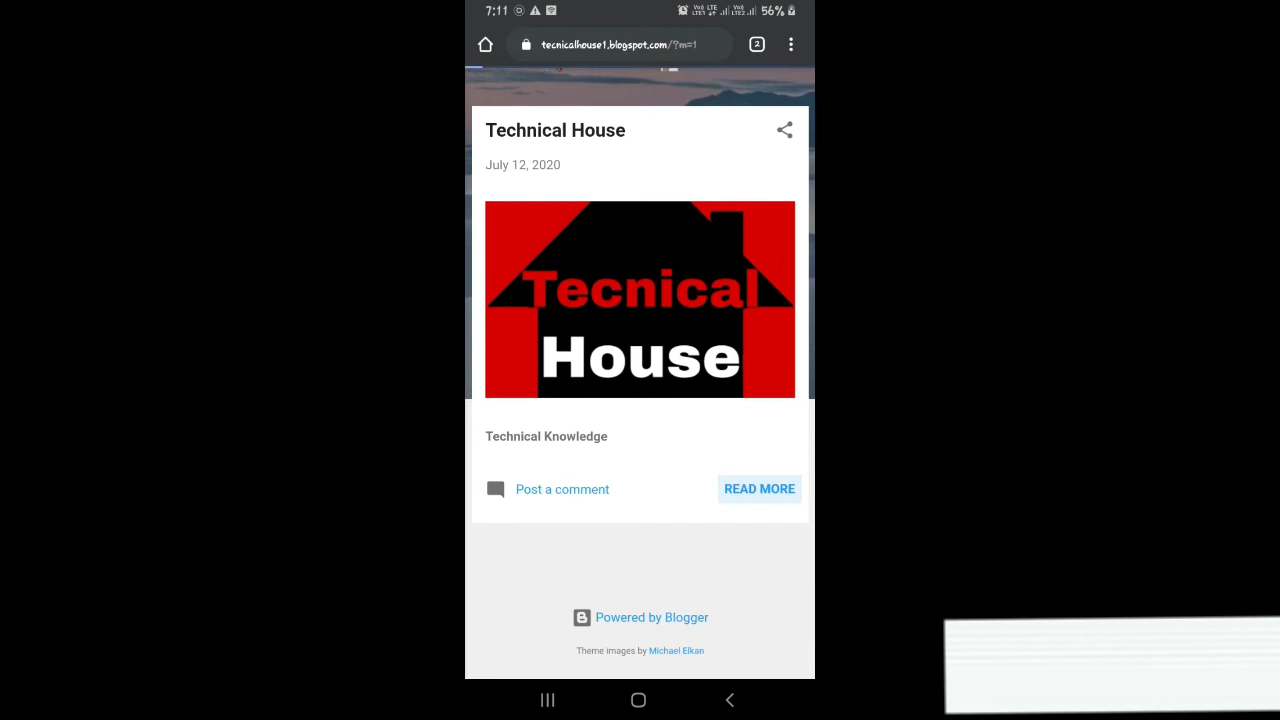 7:11 56%
tecnicalhouse1.blogspot.com/?m=1 2
Technical House
July 12, 2020
Tecnical
House
Technical Knowledge
Post a comment READ MORE
Powered by Blogger
Theme images by Michael Elkan